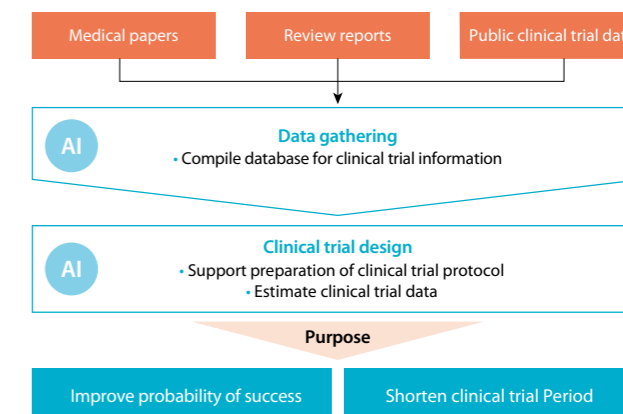 Medical papers
Review reports
Public clinical trial dat
AI
Data gathering
• Compile database for clinical trial information
AI
Clinical trial design
• Support preparation of clinical trial protocol
• Estimate clinical trial data
Purpose
Improve probability of success
Shorten clinical trial Period